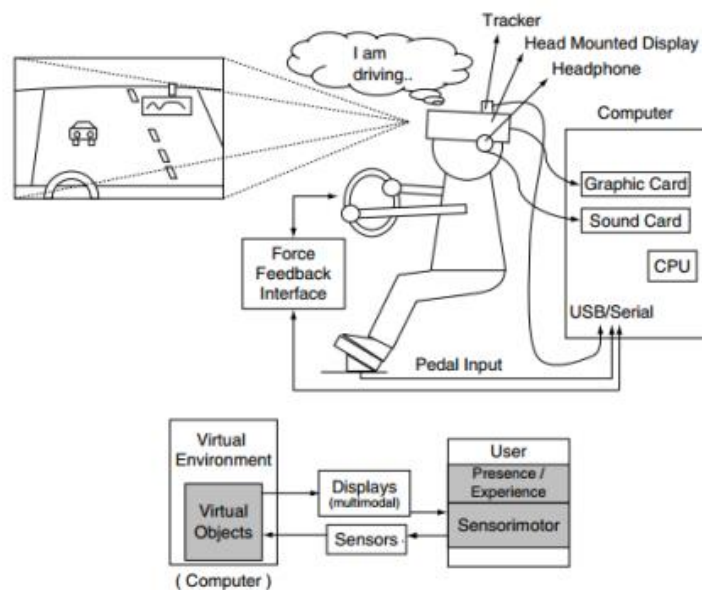 Tracker
I am
driving..
Head Mounted Display
Headphone
Computer
Graphic Card
Sound Card
CPU
Force
Feedback
Interface
USB/Serial
Pedal Input
Virtual
Environment
Virtual
Objects
( Computer )
Displays
(multimodal)
Sensors
User
Presence /
Experience
Sensorimotor